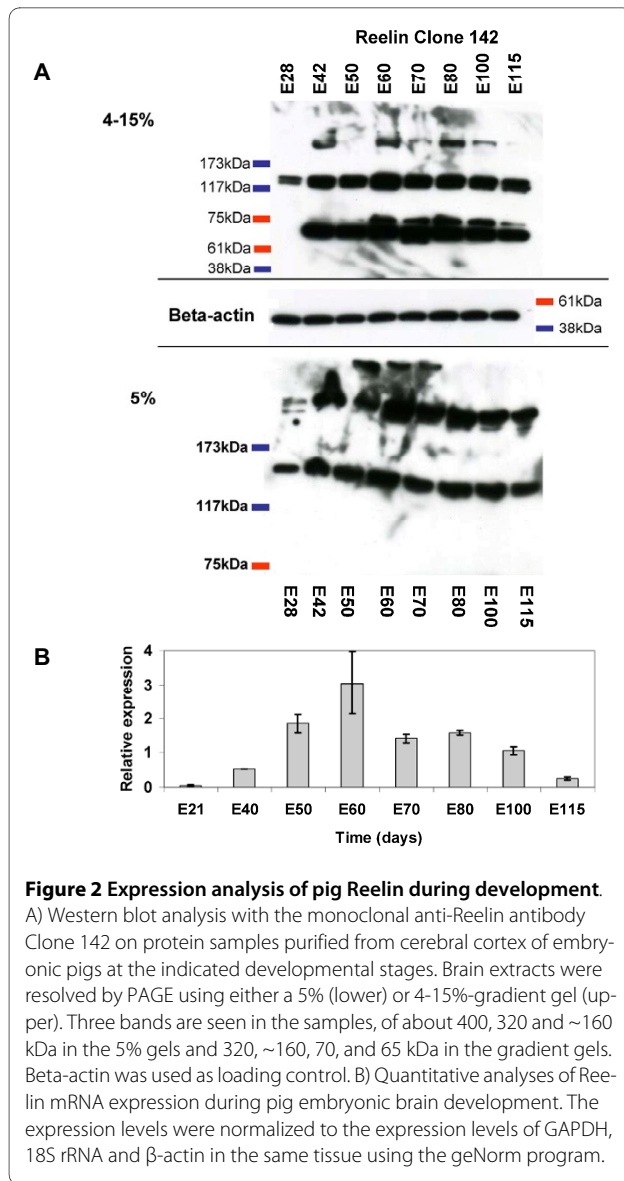 Reelin Clone 142
A
E28 E42 E50 E60 E70 E80 E100 E115
4-15%
173kDa
117kDa
75kDa
61kDa
38kDa
Beta-actin
61kDa
38kDa
5%
173kDa
117kDa
75kDa
E28 E42 E50 E60 E70 E80 E100 E115
B
Relative expression
4
3
2
1
0
E21 E40 E50 E60 E70 E80 E100 E115
Time (days)
Figure 2 Expression analysis of pig Reelin during development.
A) Western blot analysis with the monoclonal anti-Reelin antibody
Clone 142 on protein samples purified from cerebral cortex of embry-
onic pigs at the indicated developmental stages. Brain extracts were
resolved by PAGE using either a 5% (lower) or 4-15%-gradient gel (up-
per). Three bands are seen in the samples, of about 400, 320 and ~160
kDa in the 5% gels and 320, ~160, 70, and 65 kDa in the gradient gels.
Beta-actin was used as loading control. B) Quantitative analyses of Ree-
lin mRNA expression during pig embryonic brain development. The
expression levels were normalized to the expression levels of GAPDH,
18S rRNA and β-actin in the same tissue using the geNorm program.